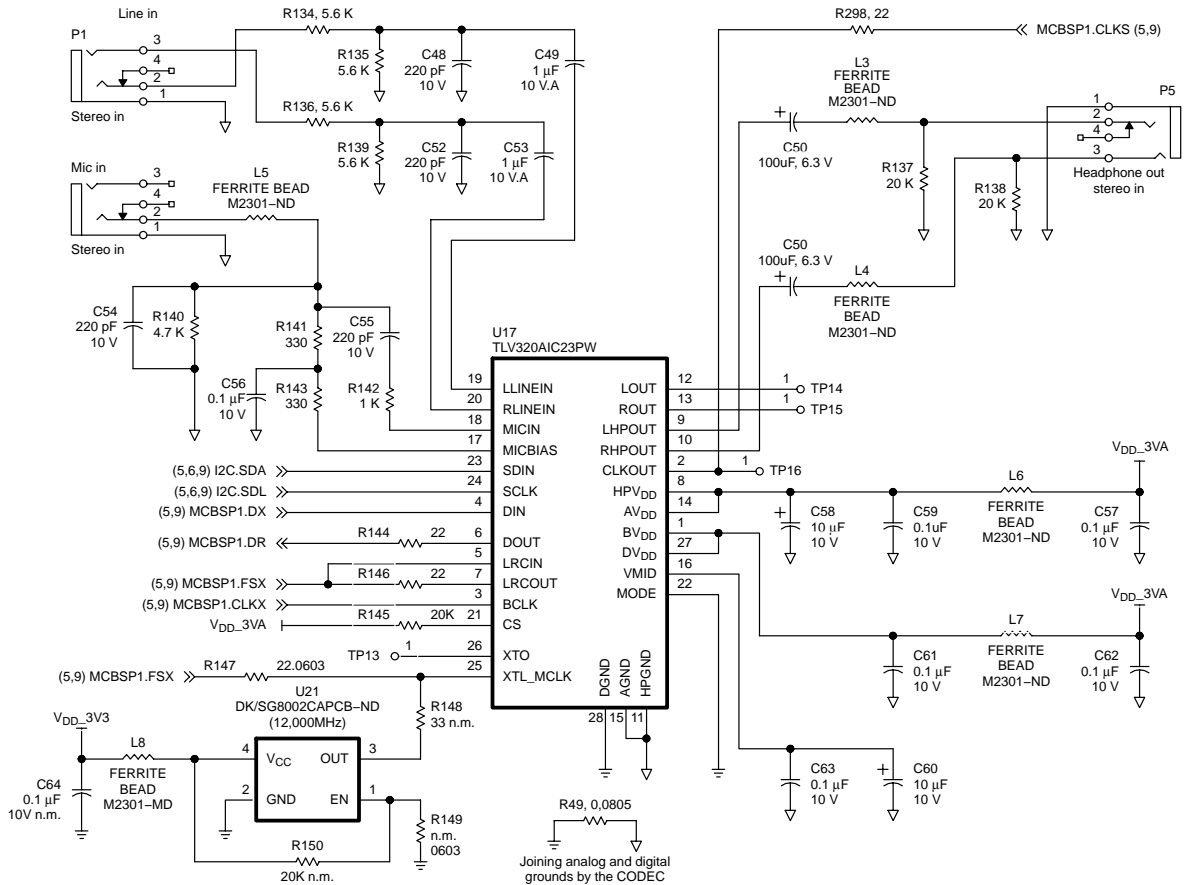 Line in
P1
3
4
2
1
Stereo in
R134, 5.6 K
R135
5.6 K
C48
220 pF
10 V
C49
1 µF
10 V.A
R136, 5.6 K
R139
5.6 K
C52
220 pF
10 V
C53
1 µF
10 V.A
Mic in
3
4
2
1
Stereo in
L5
FERRITE BEAD
M2301–ND
C54
220 pF
10 V
R140
4.7 K
R141
330
C55
220 pF
10 V
C56
0.1 µF
10 V
R143
330
R142
1 K
R298, 22
MCBSP1.CLKS (5,9)
L3
FERRITE
BEAD
M2301–ND
C50
100uF, 6.3 V
P5
1
2
4
3
Headphone out
stereo in
R137
20 K
R138
20 K
C50
100uF, 6.3 V
L4
FERRITE
BEAD
M2301–ND
U17
TLV320AIC23PW
19 LLINEIN
20 RLINEIN
18 MICIN
17 MICBIAS
(5,6,9) I2C.SDA 23 SDIN
(5,6,9) I2C.SDL 24 SCLK
(5,9) MCBSP1.DX 4 DIN
(5,9) MCBSP1.DR R144 22 6 DOUT
5 LRCIN
(5,9) MCBSP1.FSX R146 22 7 LRCOUT
(5,9) MCBSP1.CLKX 3 BCLK
VDD_3VA R145 20K 21 CS
TP13 1 26 XTO
(5,9) MCBSP1.FSX R147 22.0603 25 XTL_MCLK
LOUT 12 1 TP14
ROUT 13 1 TP15
LHPOUT 9
RHPOUT 10
CLKOUT 2 1 TP16
HPVDD 8
AVDD 14
BVDD 1
DVDD 27
VMID 16
MODE 22
DGND
AGND
HPGND
28 15 11
+
C58
10 µF
10 V
C59
0.1uF
10 V
L6
FERRITE
BEAD
M2301–ND
VDD_3VA
C57
0.1 µF
10 V
C61
0.1 µF
10 V
L7
FERRITE
BEAD
M2301–ND
VDD_3VA
C62
0.1 µF
10 V
C63
0.1 µF
10 V
+
C60
10 µF
10 V
U21
DK/SG8002CAPCB–ND
(12,000MHz)
R148
33 n.m.
VDD_3V3
L8
FERRITE
BEAD
M2301–MD
C64
0.1 µF
10V n.m.
4 VCC OUT 3
2 GND EN 1
R149
n.m.
0603
R150
20K n.m.
R49, 0,0805
Joining analog and digital
grounds by the CODEC